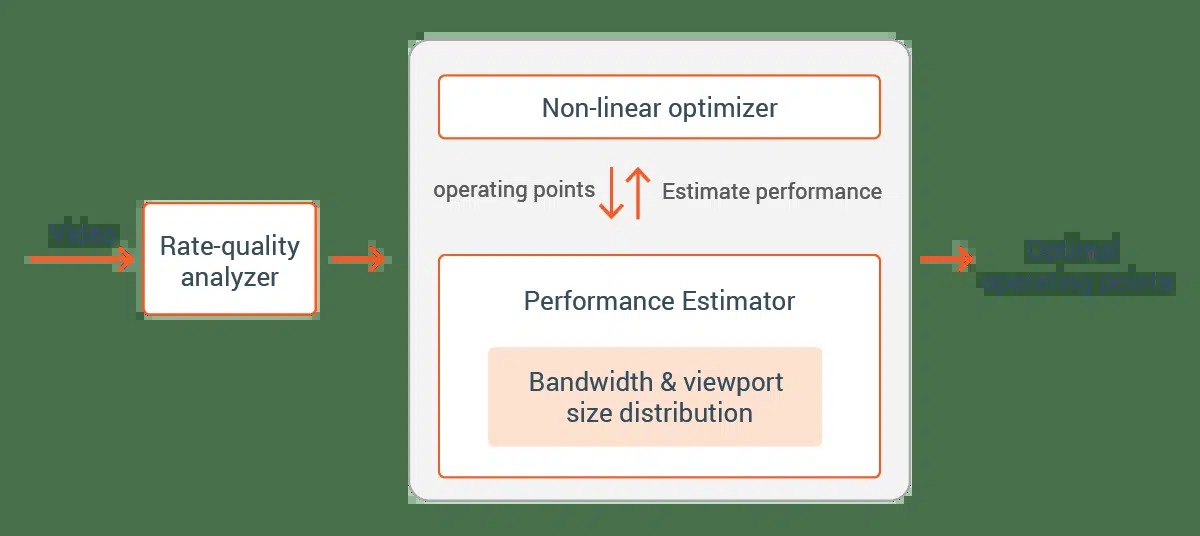 Video
Rate-quality
analyzer
Non-linear optimizer
operating points
Estimate performance
Performance Estimator
Bandwidth & viewport
size distribution
Optimal
operating points